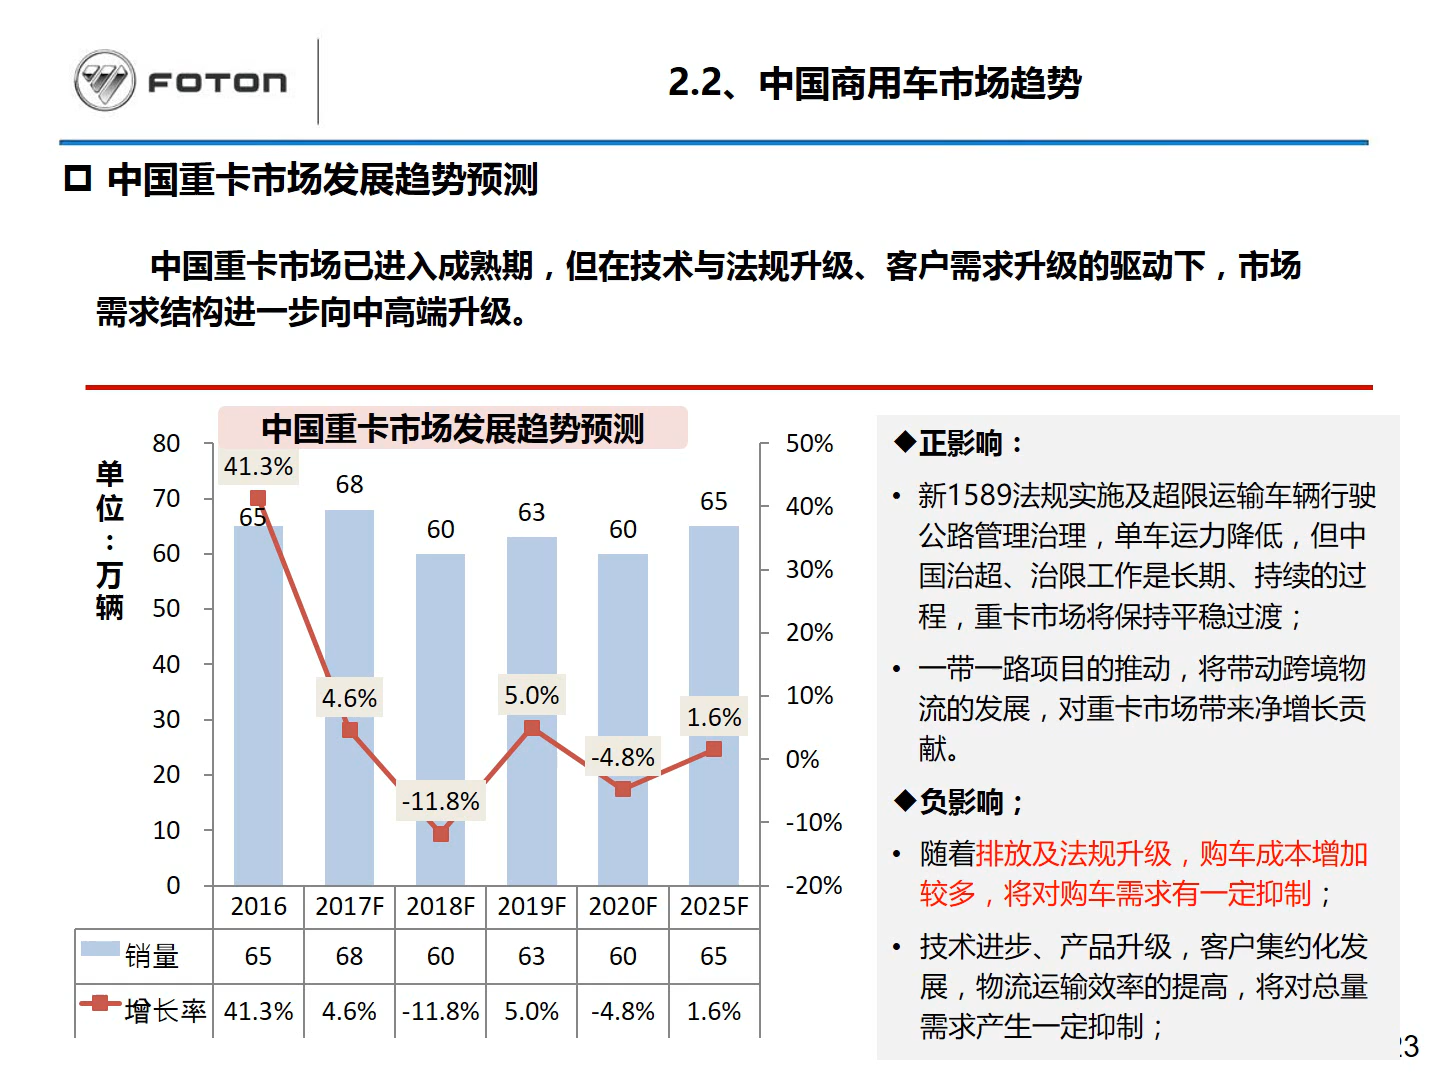 FOTON
2.2、中国商用车市场趋势
中国重卡市场发展趋势预测
中国重卡市场已进入成熟期，但在技术与法规升级、客户需求升级的驱动下，市场
需求结构进一步向中高端升级。
中国重卡市场发展趋势预测
单位：万辆
80
70
60
50
40
30
20
10
0
50%
40%
30%
20%
10%
0%
-10%
-20%
65
68
60
63
60
65
41.3%
4.6%
-11.8%
5.0%
-4.8%
1.6%
2016 2017F 2018F 2019F 2020F 2025F
销量 65 68 60 63 60 65
增长率 41.3% 4.6% -11.8% 5.0% -4.8% 1.6%
◆正影响：
• 新1589法规实施及超限运输车辆行驶
公路管理治理，单车运力降低，但中
国治超、治限工作是长期、持续的过
程，重卡市场将保持平稳过渡；
• 一带一路项目的推动，将带动跨境物
流的发展，对重卡市场带来净增长贡
献。
◆负影响；
• 随着排放及法规升级，购车成本增加
较多，将对购车需求有一定抑制；
• 技术进步、产品升级，客户集约化发
展，物流运输效率的提高，将对总量
需求产生一定抑制；
23